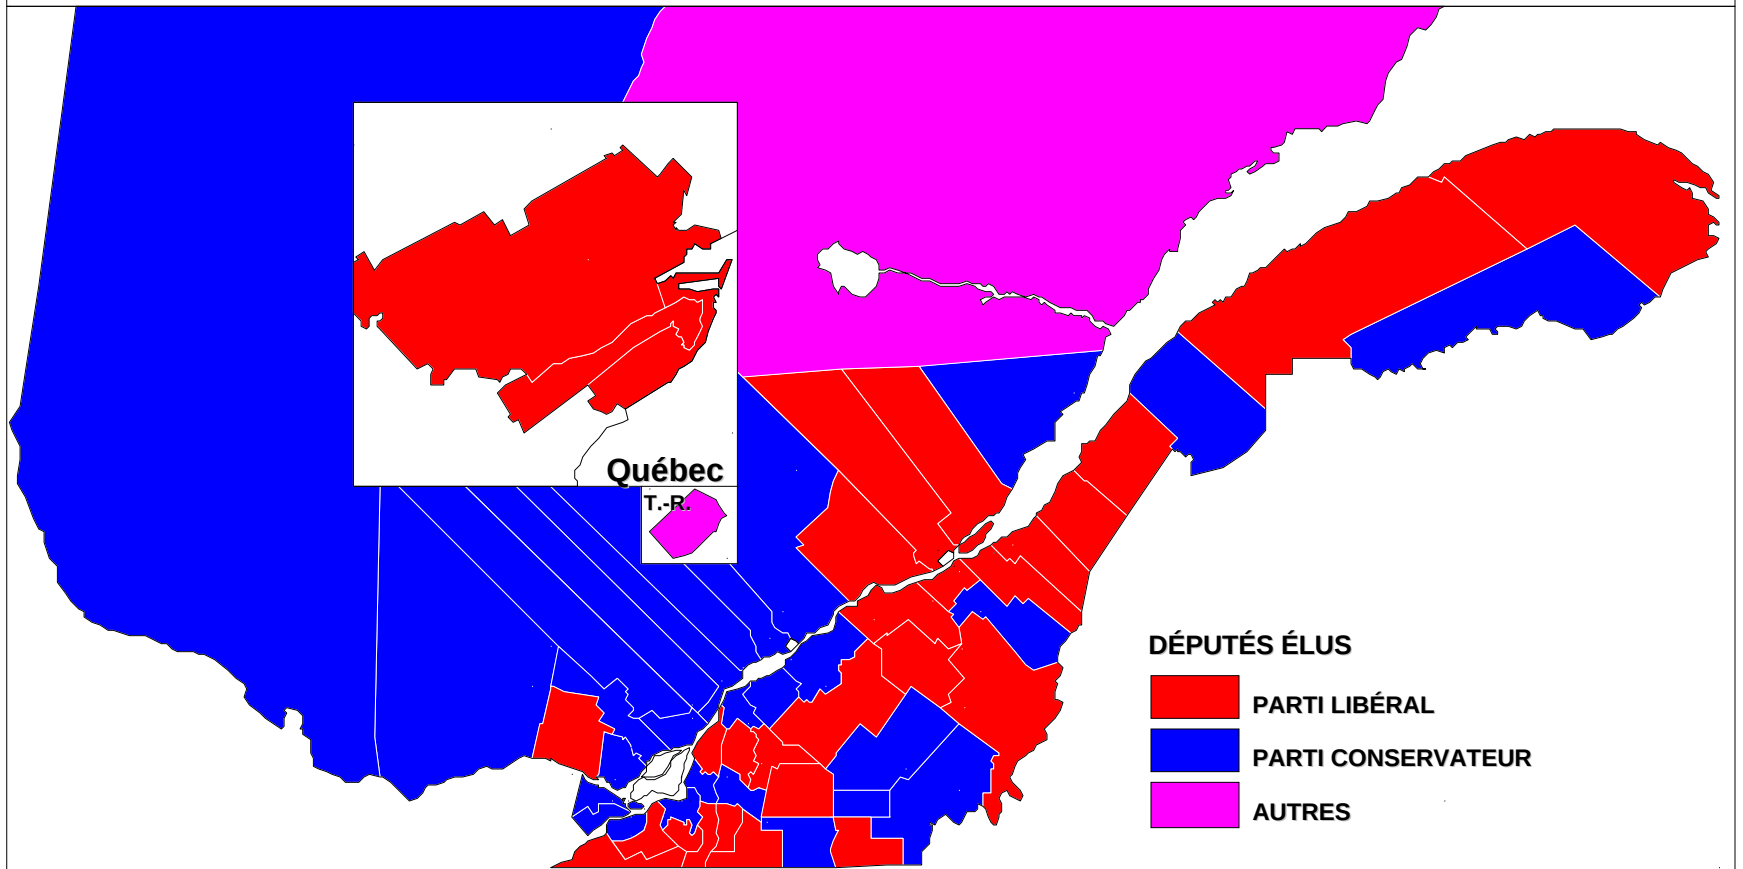 Québec
T.-R.
DÉPUTÉS ÉLUS
PARTI LIBÉRAL
PARTI CONSERVATEUR
AUTRES